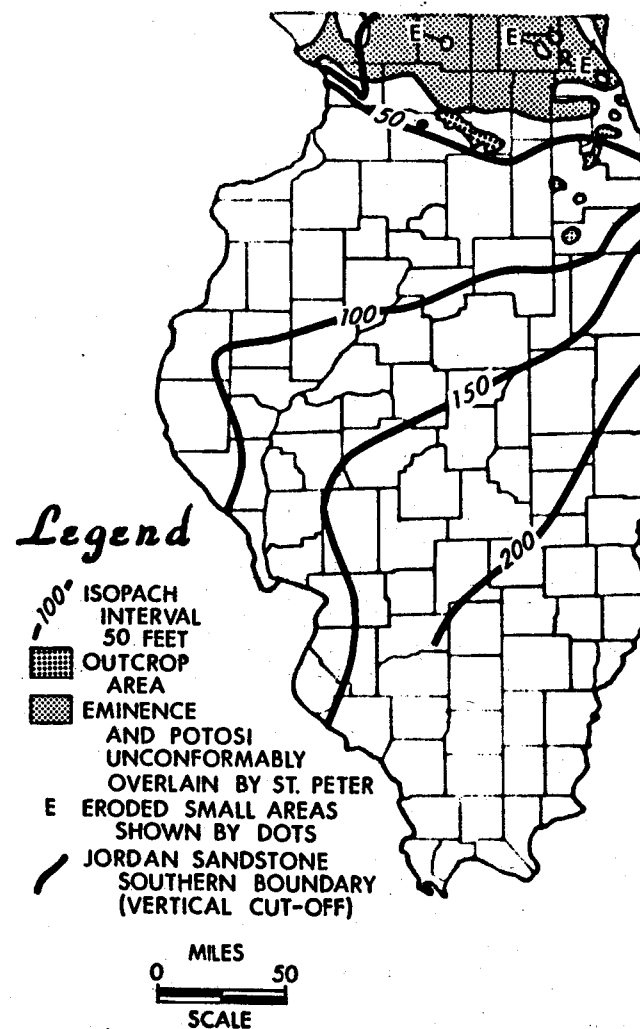 E
E
E
50
100
150
200
Legend
-100- ISOPACH
INTERVAL
50 FEET
OUTCROP
AREA
EMINENCE
AND POTOSI
UNCONFORMABLY
OVERLAIN BY ST. PETER
E ERODED SMALL AREAS
SHOWN BY DOTS
JORDAN SANDSTONE
SOUTHERN BOUNDARY
(VERTICAL CUT-OFF)
MILES
0 50
SCALE